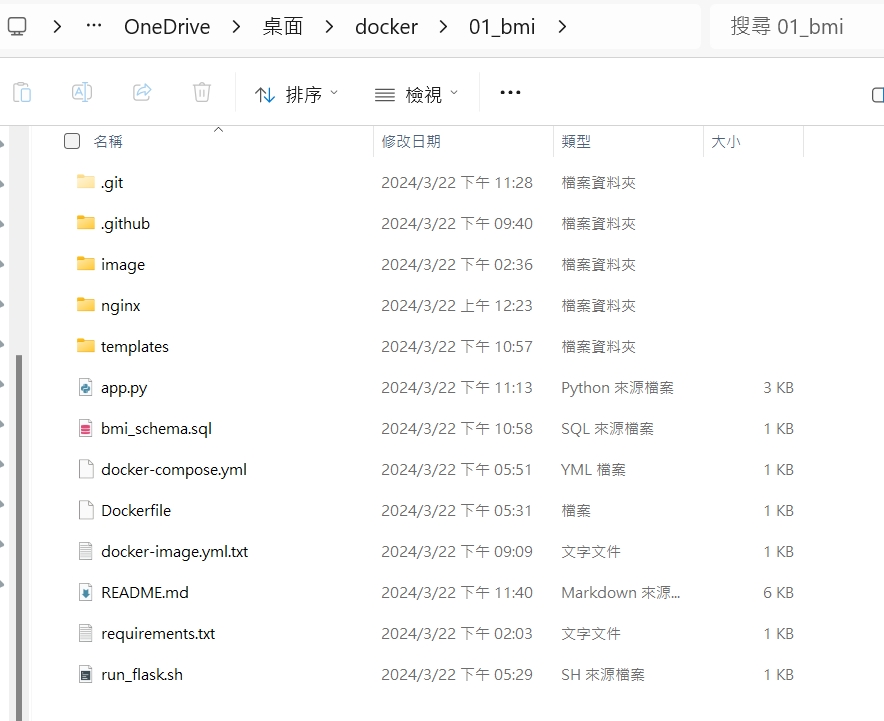 OneDrive 桌面 docker 01_bmi 搜尋 01_bmi
排序 檢視
名稱 修改日期 類型 大小
.git 2024/3/22 下午 11:28 檔案資料夾
.github 2024/3/22 下午 09:40 檔案資料夾
image 2024/3/22 下午 02:36 檔案資料夾
nginx 2024/3/22 上午 12:23 檔案資料夾
templates 2024/3/22 下午 10:57 檔案資料夾
app.py 2024/3/22 下午 11:13 Python 來源檔案 3 KB
bmi_schema.sql 2024/3/22 下午 10:58 SQL 來源檔案 1 KB
docker-compose.yml 2024/3/22 下午 05:51 YML 檔案 1 KB
Dockerfile 2024/3/22 下午 05:31 檔案 1 KB
docker-image.yml.txt 2024/3/22 下午 09:09 文字文件 1 KB
README.md 2024/3/22 下午 11:40 Markdown 來源... 6 KB
requirements.txt 2024/3/22 下午 02:03 文字文件 1 KB
run_flask.sh 2024/3/22 下午 05:29 SH 來源檔案 1 KB